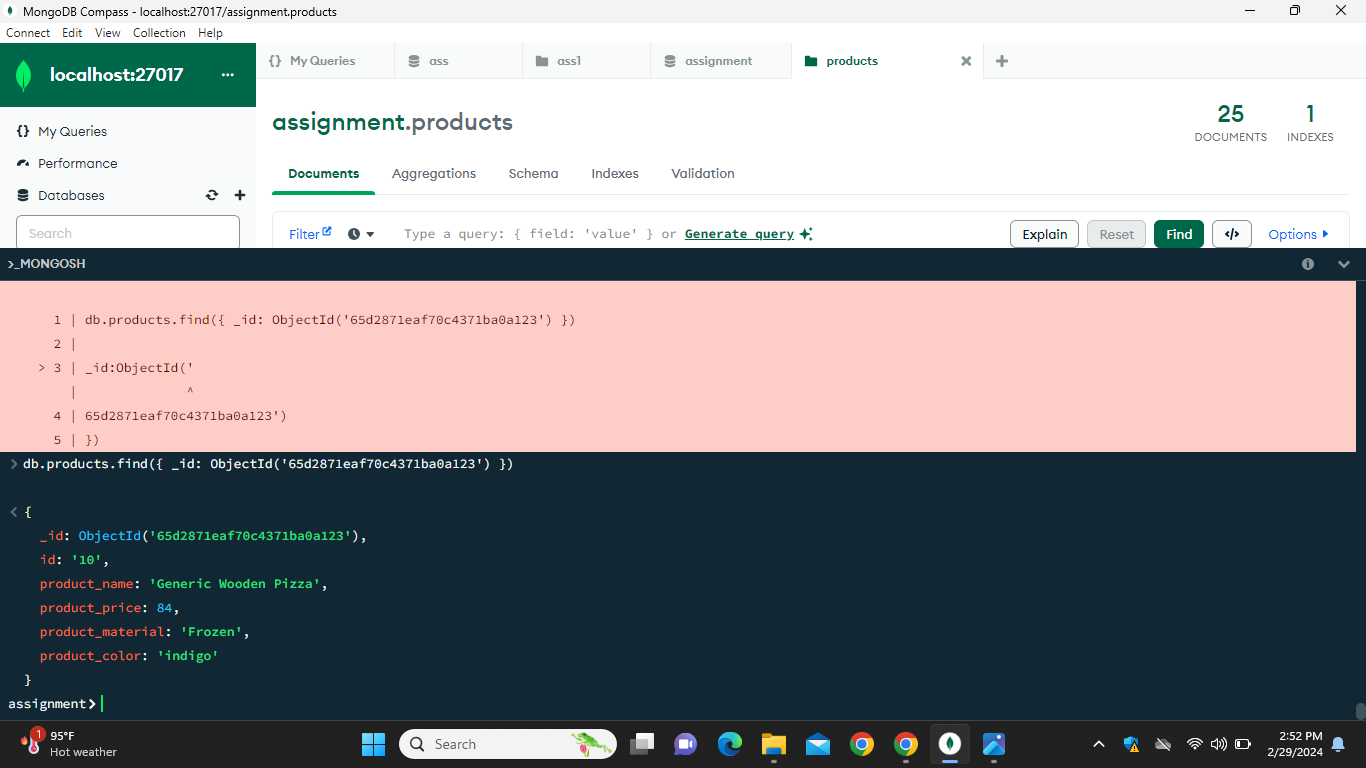 MongoDB Compass - localhost:27017/assignment.products
Connect Edit View Collection Help
localhost:27017 ...
{} My Queries ass ass1 assignment products
{} My Queries
Performance
Databases
Search
assignment.products
25 DOCUMENTS
1 INDEXES
Documents Aggregations Schema Indexes Validation
Filter Type a query: { field: 'value' } or Generate query Explain Reset Find </> Options
>_MONGOSH
1 | db.products.find({ _id: ObjectId('65d2871eaf70c4371ba0a123') })
2 |
> 3 | _id:ObjectId('
| ^
4 | 65d2871eaf70c4371ba0a123')
5 | })
> db.products.find({ _id: ObjectId('65d2871eaf70c4371ba0a123') })
< {
_id: ObjectId('65d2871eaf70c4371ba0a123'),
id: '10',
product_name: 'Generic Wooden Pizza',
product_price: 84,
product_material: 'Frozen',
product_color: 'indigo'
}
assignment>
1 95°F
Hot weather
Search
2:52 PM
2/29/2024